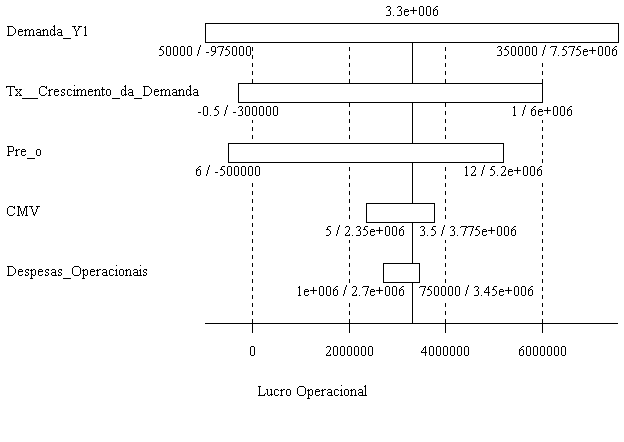 3.3e+006
Demanda_Y1
50000 / -975000 350000 / 7.575e+006
Tx__Crescimento_da_Demanda
-0.5 / -300000 1 / 6e+006
Pre_o
6 / -500000 12 / 5.2e+006
CMV
5 / 2.35e+006 3.5 / 3.775e+006
Despesas_Operacionais
1e+006 / 2.7e+006 750000 / 3.45e+006
0 2000000 4000000 6000000
Lucro Operacional